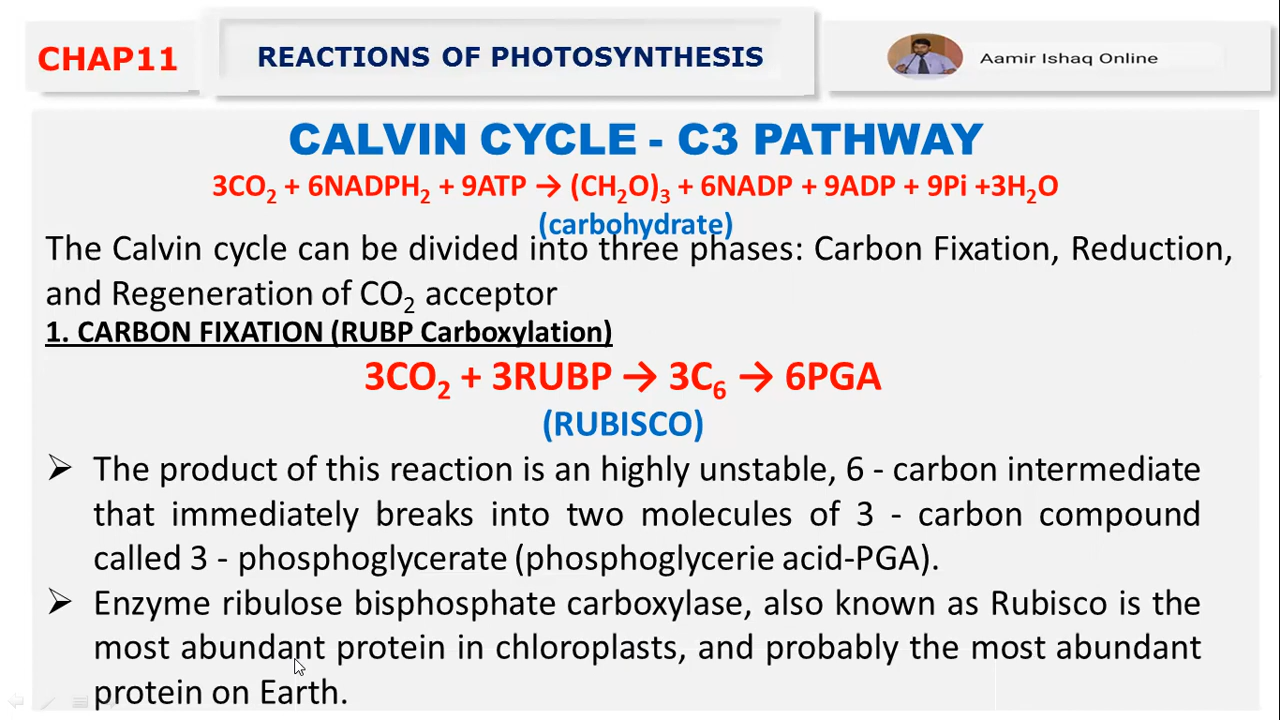 CHAP11
REACTIONS OF PHOTOSYNTHESIS
Aamir Ishaq Online
CALVIN CYCLE - C3 PATHWAY
3CO₂ + 6NADPH₂ + 9ATP → (CH₂O)₃ + 6NADP + 9ADP + 9Pi +3H₂O
(carbohydrate)
The Calvin cycle can be divided into three phases: Carbon Fixation, Reduction,
and Regeneration of CO₂ acceptor
1. CARBON FIXATION (RUBP Carboxylation)
3CO₂ + 3RUBP → 3C₆ → 6PGA
(RUBISCO)
➢ The product of this reaction is an highly unstable, 6 - carbon intermediate
that immediately breaks into two molecules of 3 - carbon compound
called 3 - phosphoglycerate (phosphoglycerie acid-PGA).
➢ Enzyme ribulose bisphosphate carboxylase, also known as Rubisco is the
most abundant protein in chloroplasts, and probably the most abundant
protein on Earth.